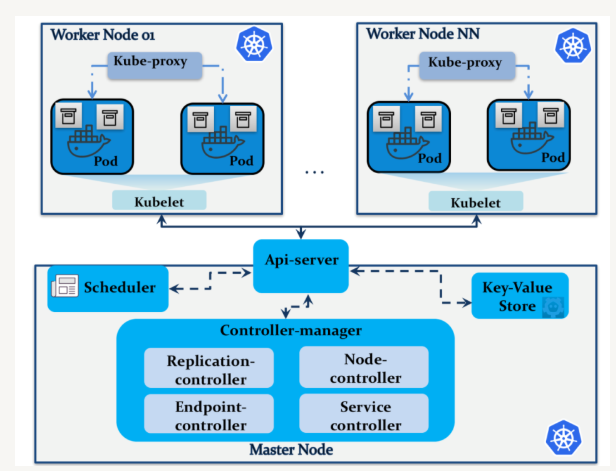 Worker Node 01
Kube-proxy
Pod
Pod
Kubelet
...
Worker Node NN
Kube-proxy
Pod
Pod
Kubelet
Api-server
Scheduler
Key-Value
Store
Controller-manager
Replication-
controller
Node-
controller
Endpoint-
controller
Service
controller
Master Node